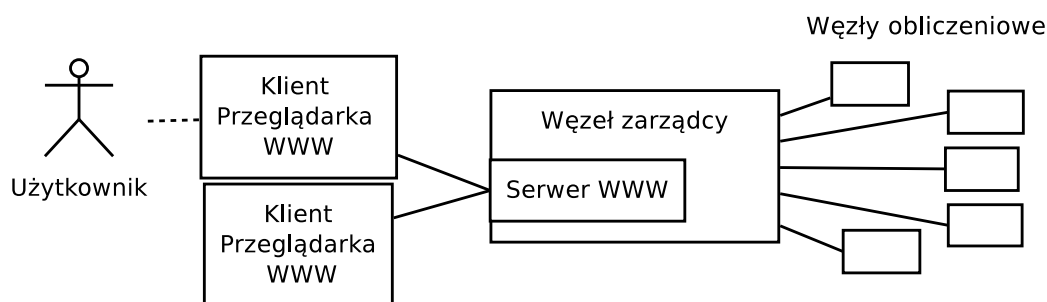 Węzły obliczeniowe
Klient
Przeglądarka
WWW
Węzeł zarządcy
Serwer WWW
Użytkownik
Klient
Przeglądarka
WWW